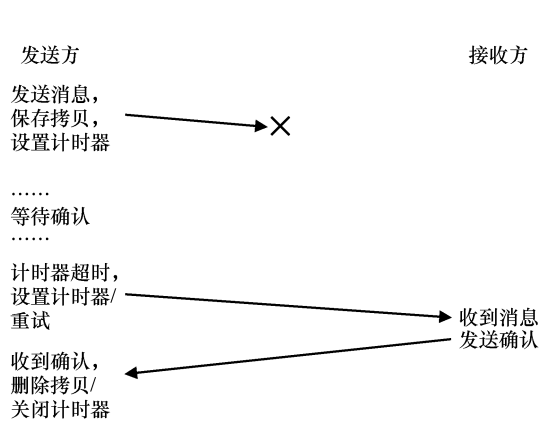 发送方
接收方
发送消息，
保存拷贝，
设置计时器
……
等待确认
……
计时器超时，
设置计时器/
重试
收到消息
发送确认
收到确认，
删除拷贝/
关闭计时器